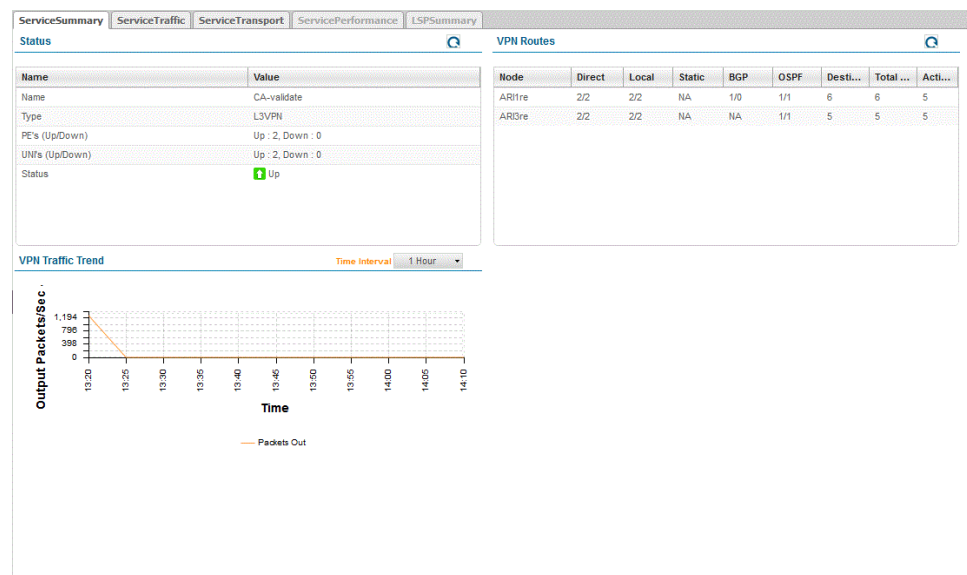 ServiceSummary ServiceTraffic ServiceTransport ServicePerformance LSPSummary
Status
Name Value
Name CA-validate
Type L3VPN
PE's (Up/Down) Up : 2, Down : 0
UNI's (Up/Down) Up : 2, Down : 0
Status Up
VPN Routes
Node Direct Local Static BGP OSPF Desti... Total ... Acti...
ARI1re 2/2 2/2 NA 1/0 1/1 6 6 5
ARI3re 2/2 2/2 NA NA 1/1 5 5 5
VPN Traffic Trend Time Interval 1 Hour
Output Packets/Sec
1,194
796
398
0
13:20 13:25 13:30 13:35 13:40 13:45 13:50 13:55 14:00 14:05 14:10
Time
Packets Out